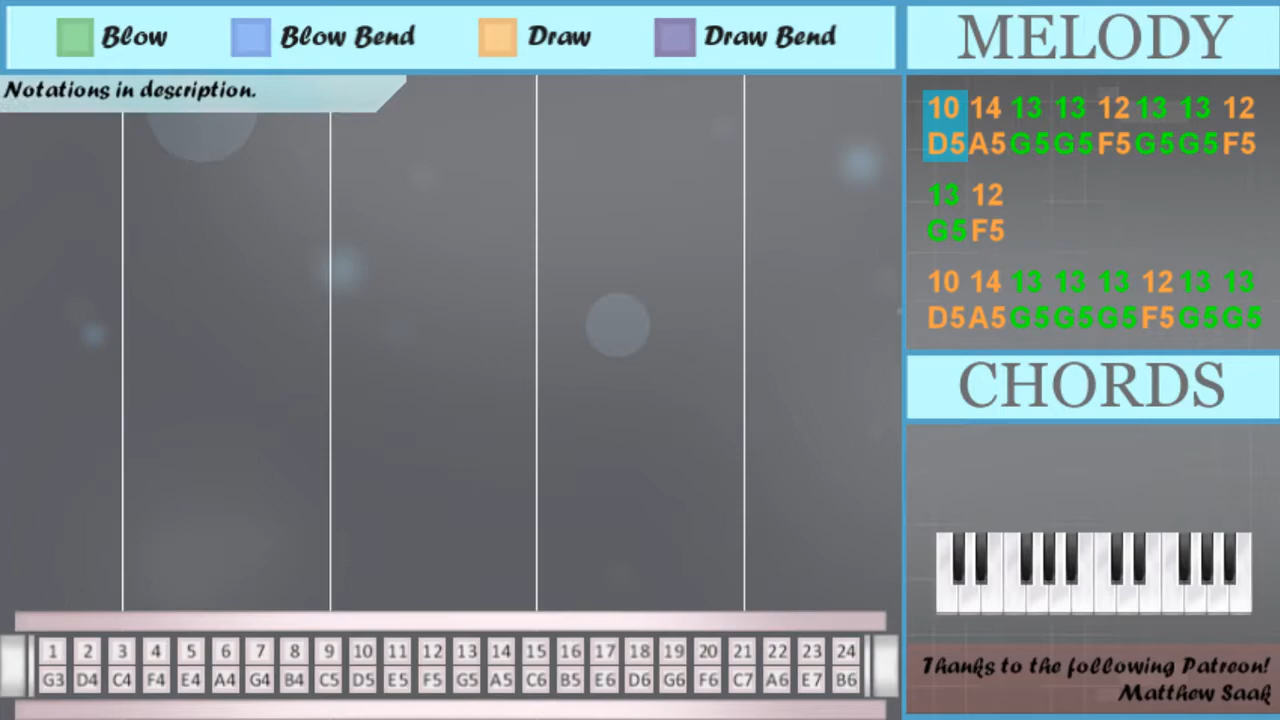 Blow Blow Bend Draw Draw Bend
Notations in description.
MELODY
10 14 13 13 12 13 13 12
D5 A5 G5 G5 F5 G5 G5 F5
13 12
G5 F5
10 14 13 13 13 12 13 13
D5 A5 G5 G5 G5 F5 G5 G5
CHORDS
1 2 3 4 5 6 7 8 9 10 11 12 13 14 15 16 17 18 19 20 21 22 23 24
G3 D4 C4 F4 E4 A4 G4 B4 C5 D5 E5 F5 G5 A5 C6 B5 E6 D6 G6 F6 C7 A6 E7 B6
Thanks to the following Patreon!
Matthew Saak